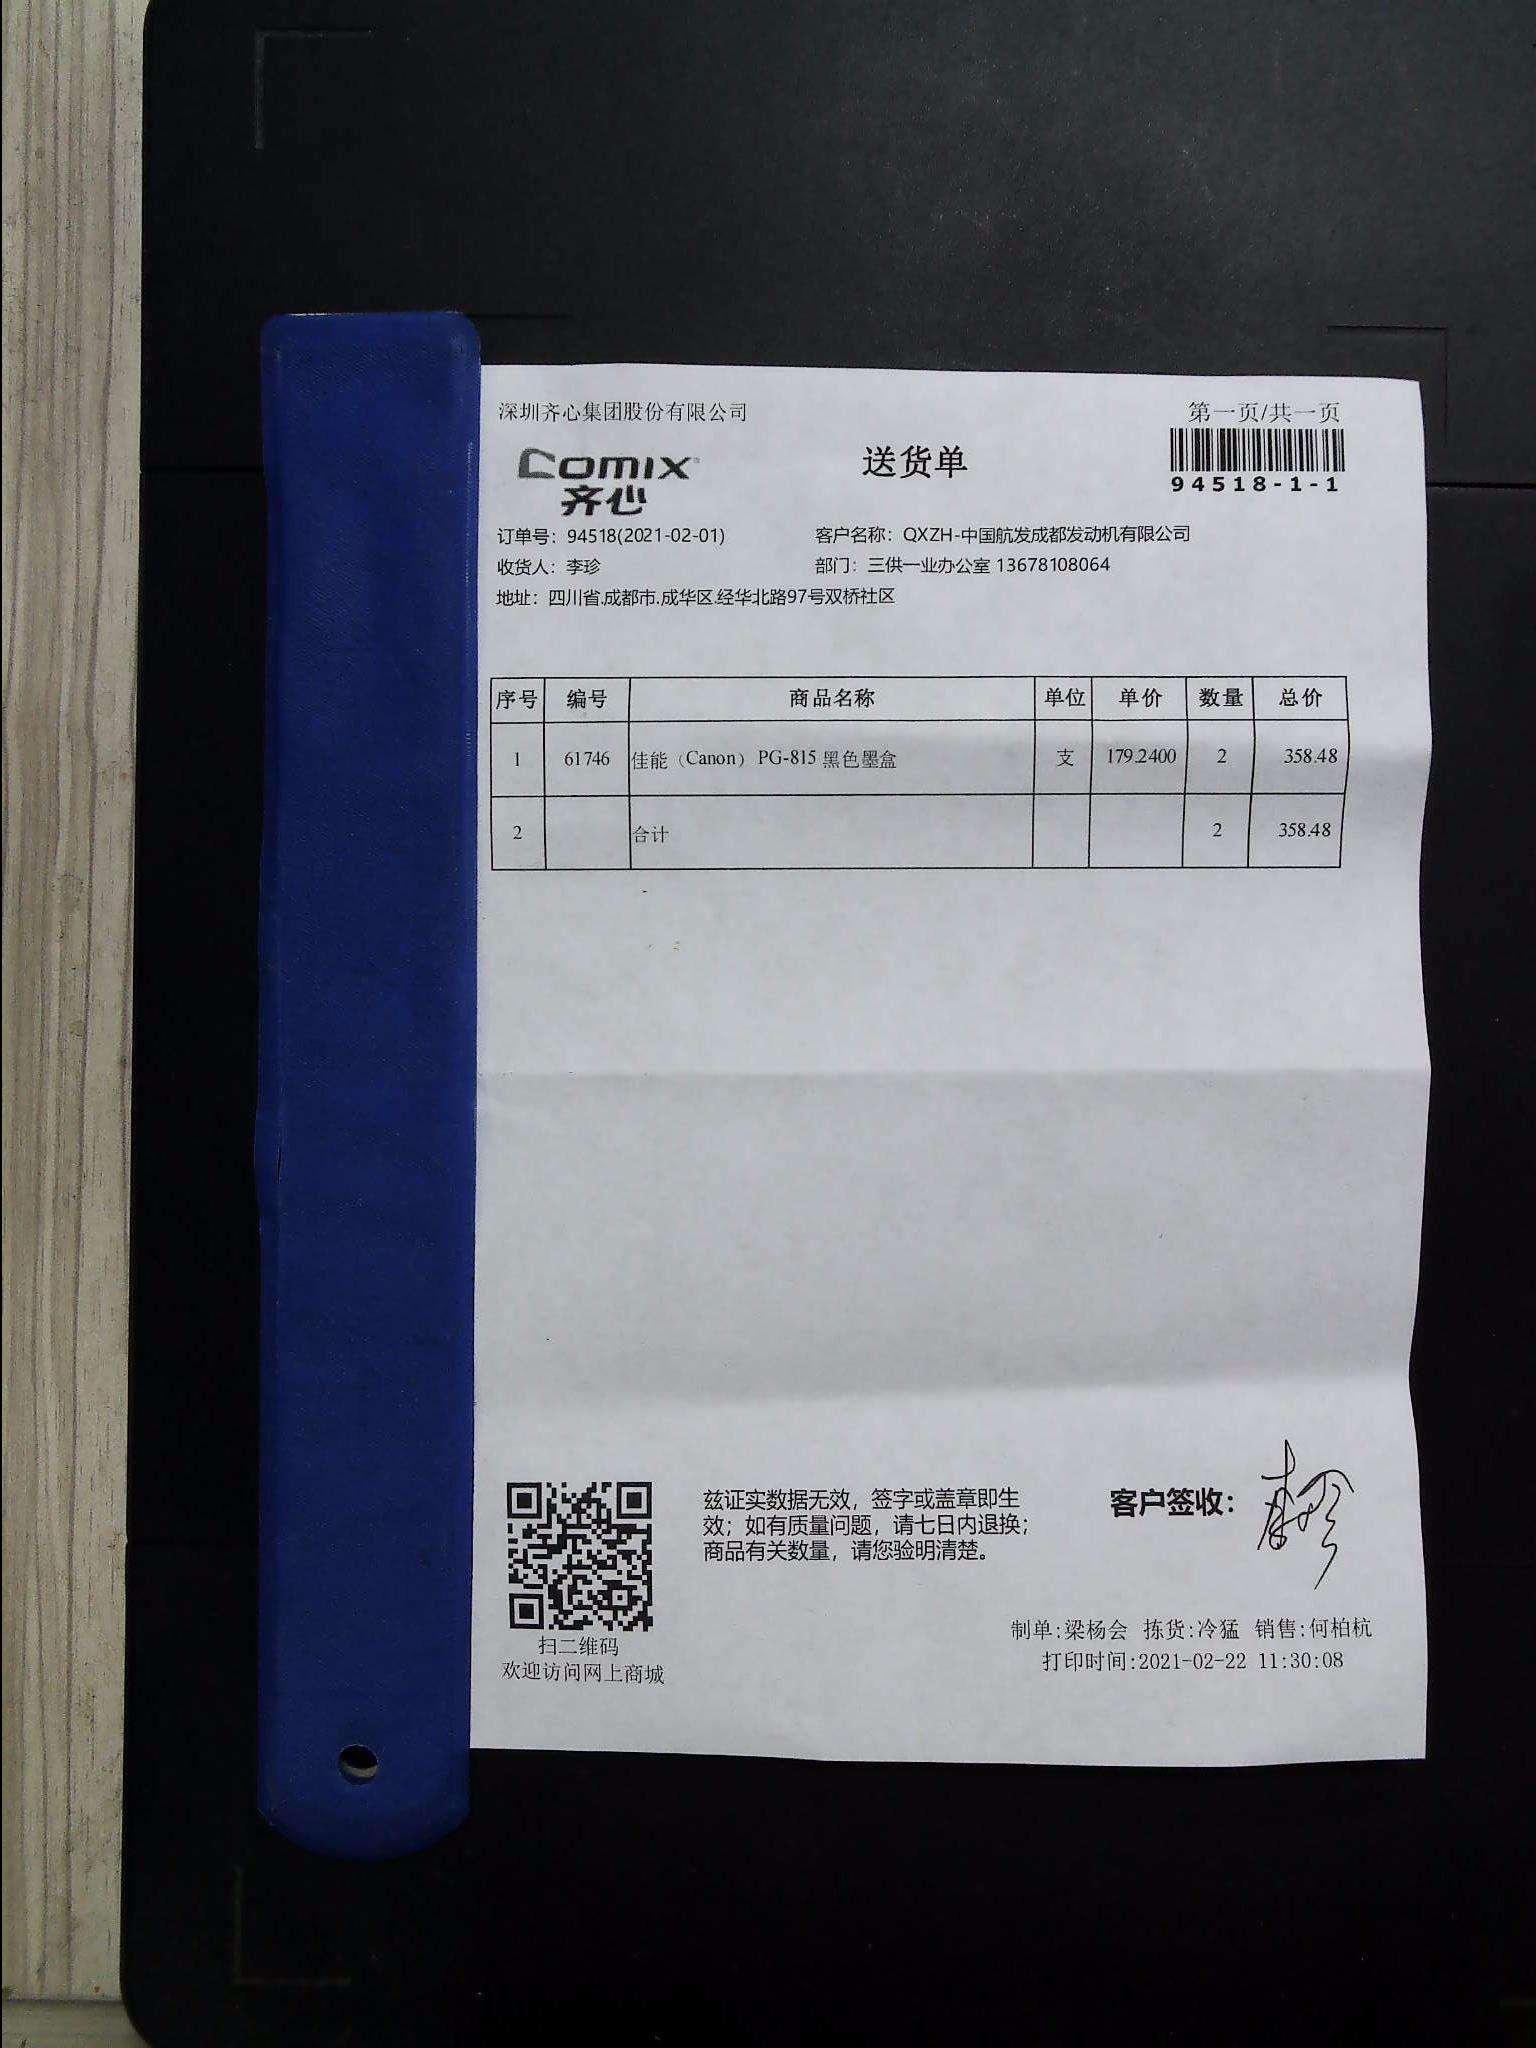 深圳齐心集团股份有限公司
第一页/共一页
Comix
齐心
送货单
94518-1-1
订单号：94518(2021-02-01) 客户名称：QXZH-中国航发成都发动机有限公司
收货人：李珍 部门：三供一业办公室 13678108064
地址：四川省.成都市.成华区.经华北路97号双桥社区
序号 编号 商品名称 单位 单价 数量 总价
1 61746 佳能（Canon）PG-815 黑色墨盒 支 179.2400 2 358.48
2 合计 2 358.48
兹证实数据无效，签字或盖章即生
效；如有质量问题，请七日内退换；
商品有关数量，请您验明清楚。
客户签收：
扫二维码
欢迎访问网上商城
制单:梁杨会 拣货:冷猛 销售:何柏杭
打印时间:2021-02-22 11:30:08